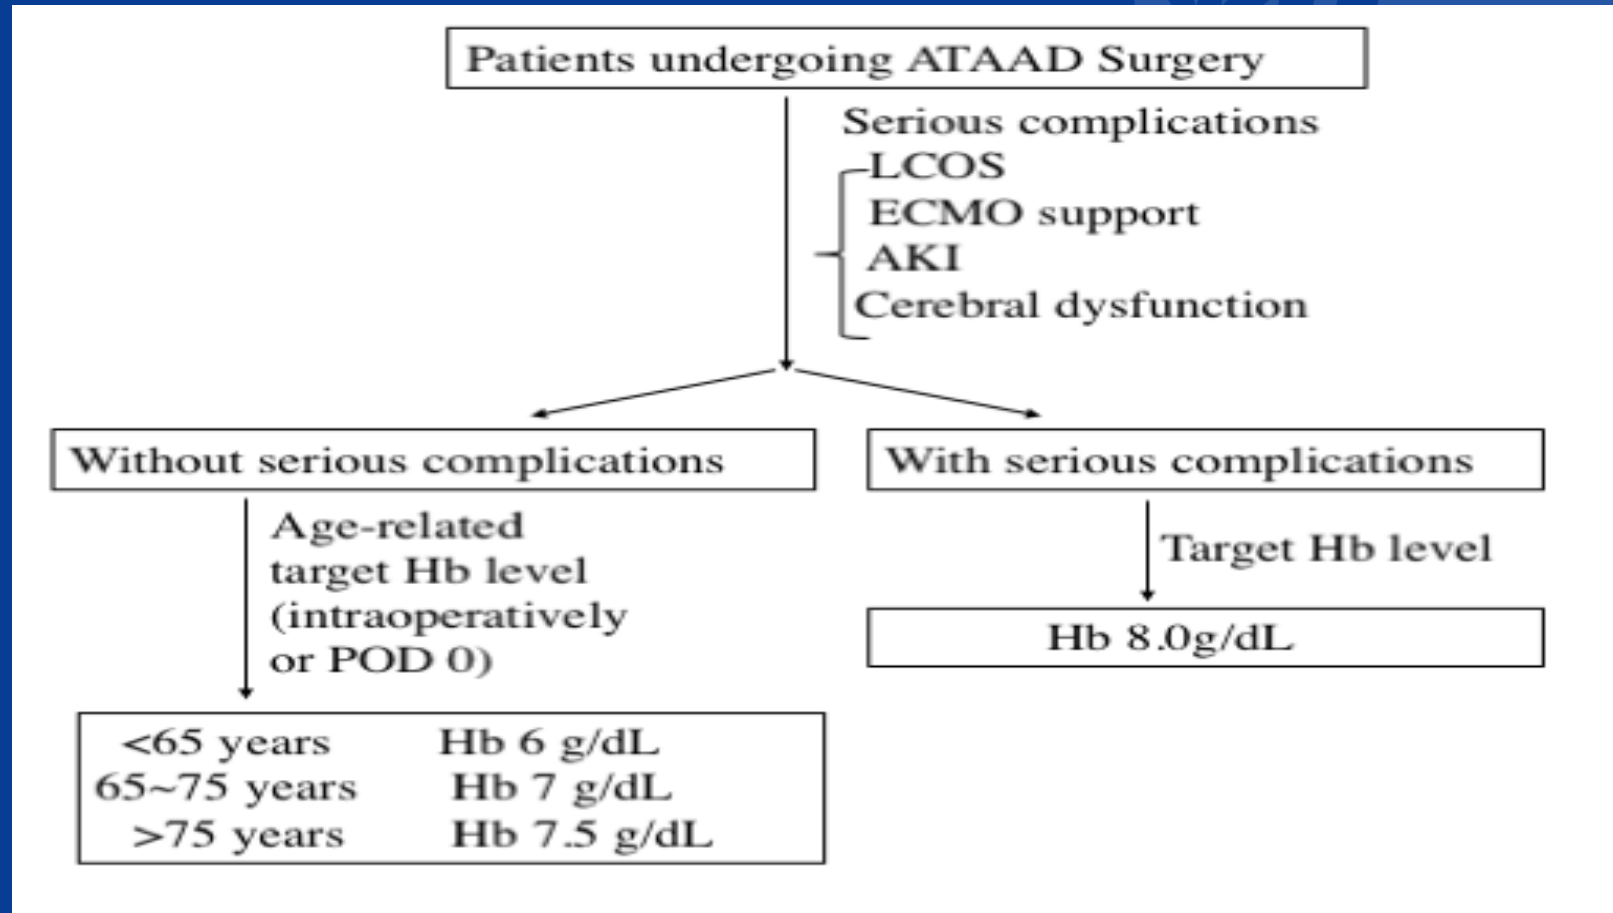 Patients undergoing ATAAD Surgery
Serious complications
LCOS
ECMO support
AKI
Cerebral dysfunction
Without serious complications
With serious complications
Age-related
target Hb level
(intraoperatively
or POD 0)
Target Hb level
Hb 8.0g/dL
<65 years Hb 6 g/dL
65~75 years Hb 7 g/dL
>75 years Hb 7.5 g/dL